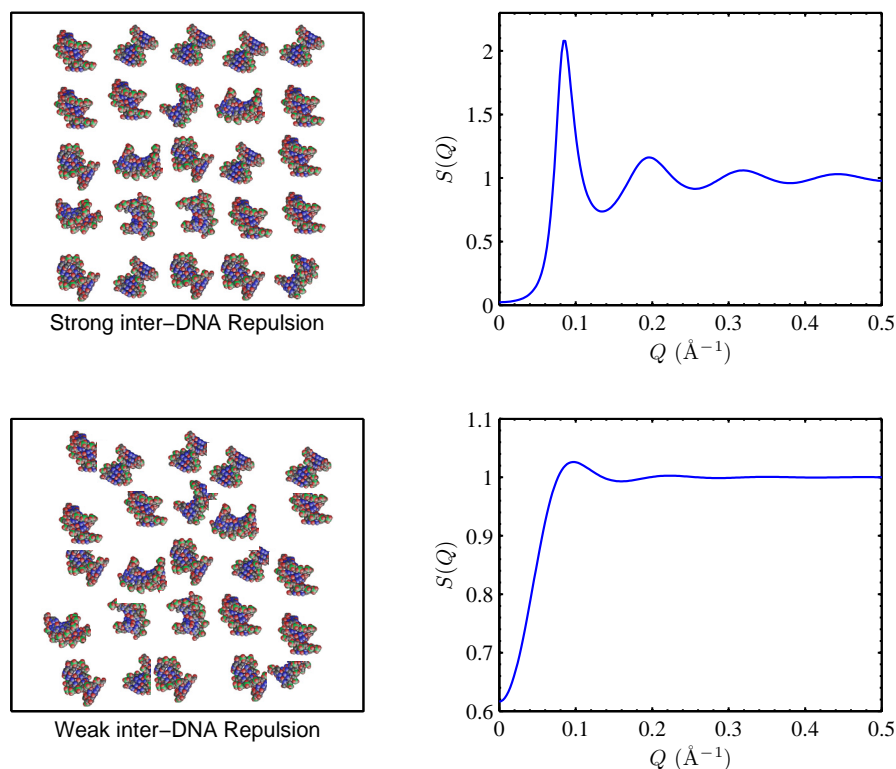 Strong inter−DNA Repulsion
2
1.5
1
0.5
0
S(Q)
0 0.1 0.2 0.3 0.4 0.5
Q (Å⁻¹)
Weak inter−DNA Repulsion
1.1
1
0.9
0.8
0.7
0.6
S(Q)
0 0.1 0.2 0.3 0.4 0.5
Q (Å⁻¹)